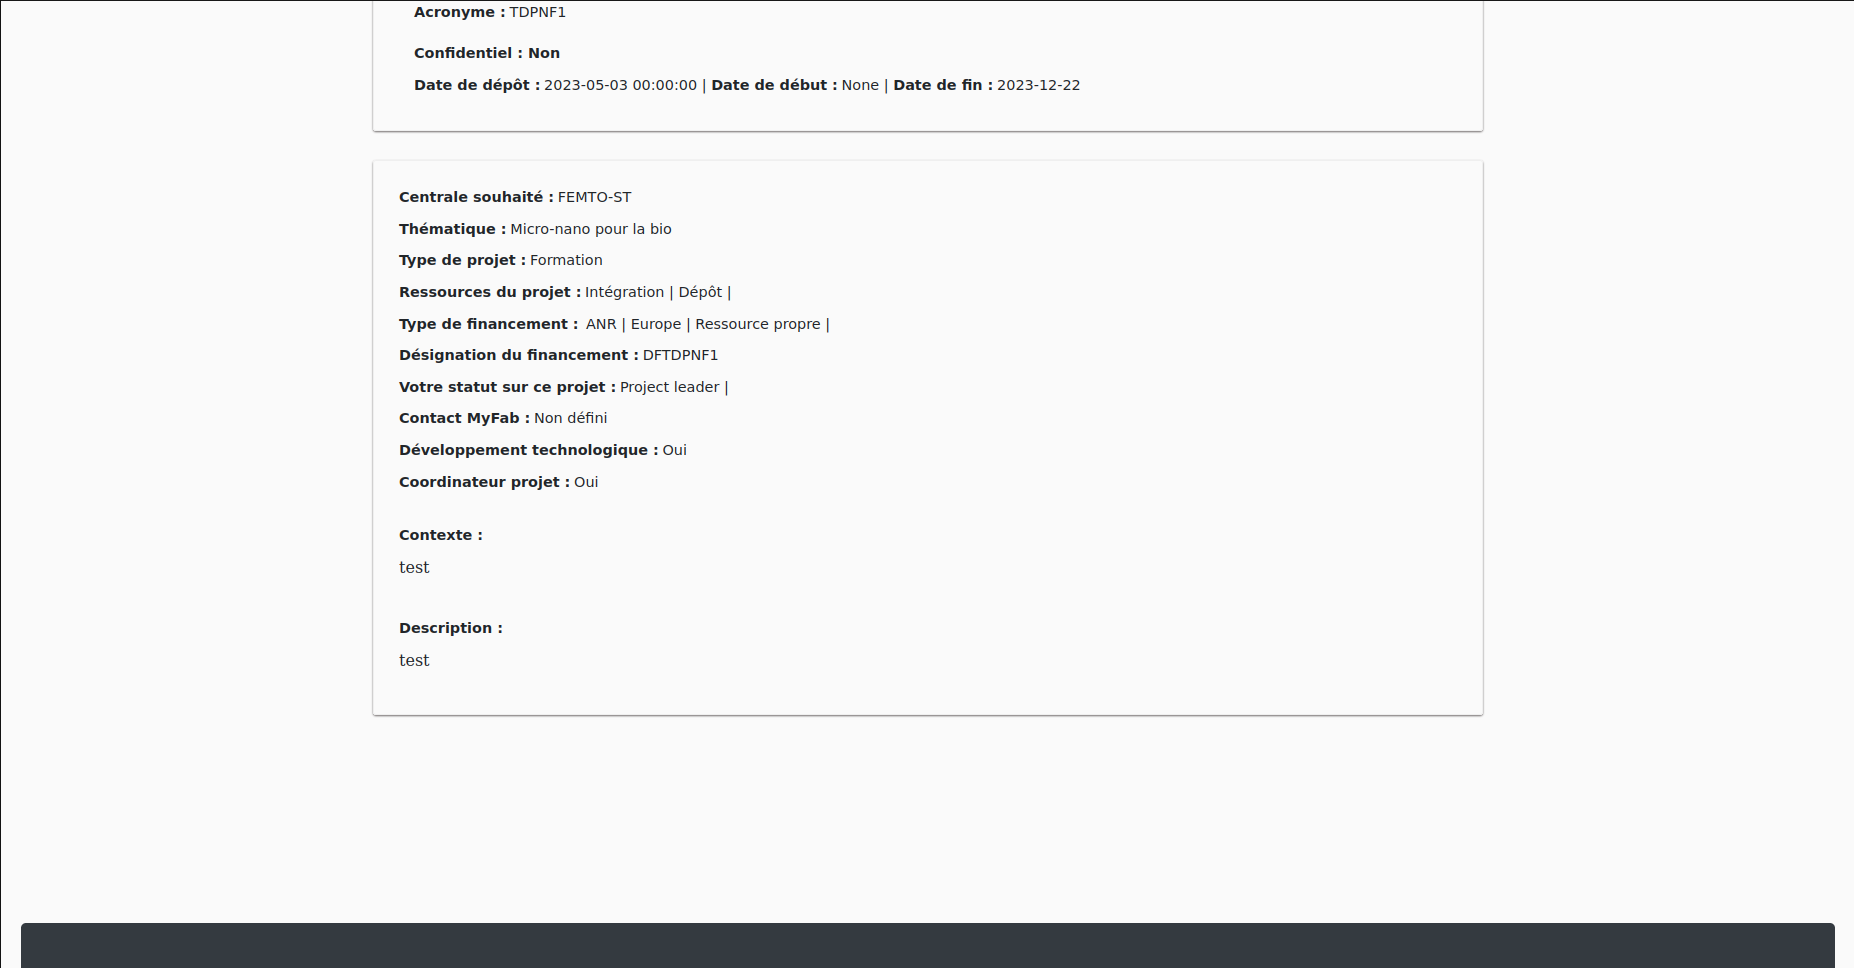 Acronyme : TDPNF1
Confidentiel : Non
Date de dépôt : 2023-05-03 00:00:00 | Date de début : None | Date de fin : 2023-12-22
Centrale souhaité : FEMTO-ST
Thématique : Micro-nano pour la bio
Type de projet : Formation
Ressources du projet : Intégration | Dépôt |
Type de financement : ANR | Europe | Ressource propre |
Désignation du financement : DFTDPNF1
Votre statut sur ce projet : Project leader |
Contact MyFab : Non défini
Développement technologique : Oui
Coordinateur projet : Oui
Contexte :
test
Description :
test